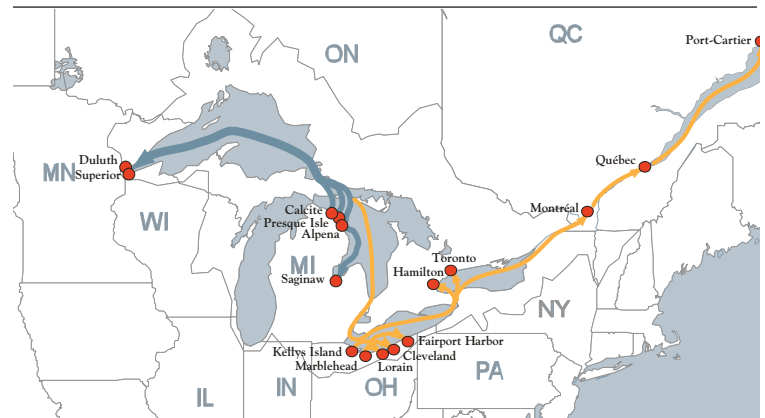 QC
Port-Cartier
ON
Duluth
MN
Superior
Québec
Calcite
Montréal
WI
Presque Isle
Alpena
Toronto
MI
Hamilton
Saginaw
NY
Fairport Harbor
Kellys Island
Cleveland
Marblehead
Lorain
PA
IL
IN
OH